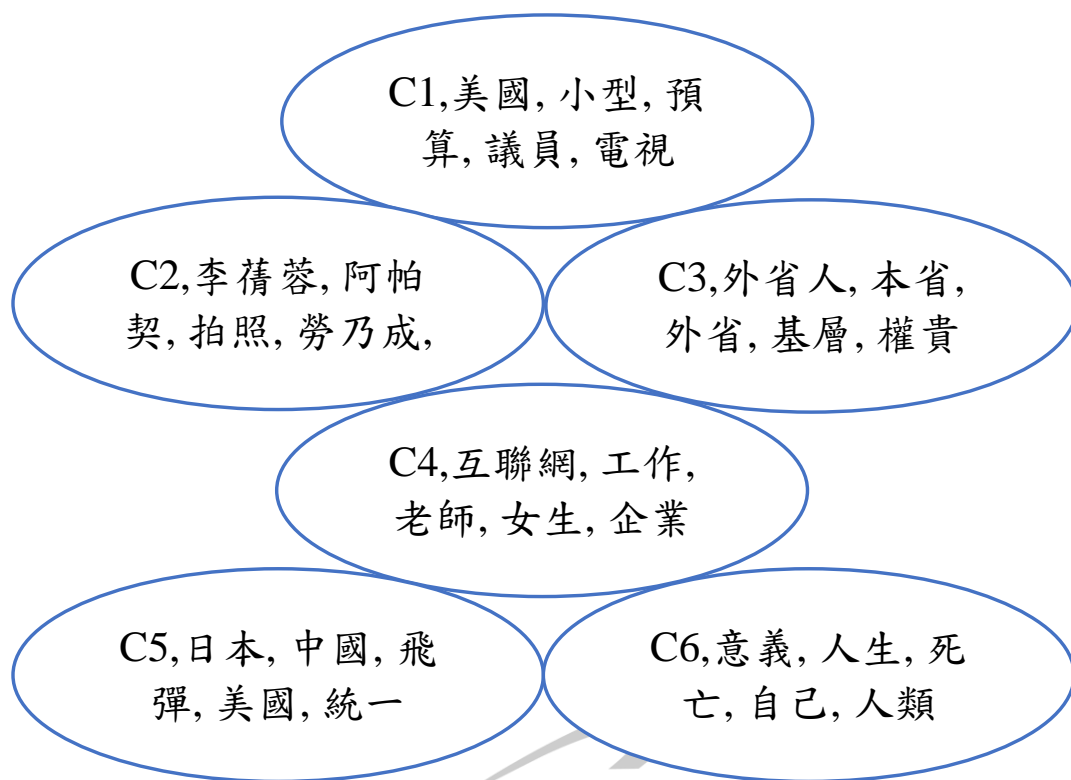 C1,美國, 小型, 預
算, 議員, 電視
C2,李蒨蓉, 阿帕
契, 拍照, 勞乃成,
C3,外省人, 本省,
外省, 基層, 權貴
C4,互聯網, 工作,
老師, 女生, 企業
C5,日本, 中國, 飛
彈, 美國, 統一
C6,意義, 人生, 死
亡, 自己, 人類